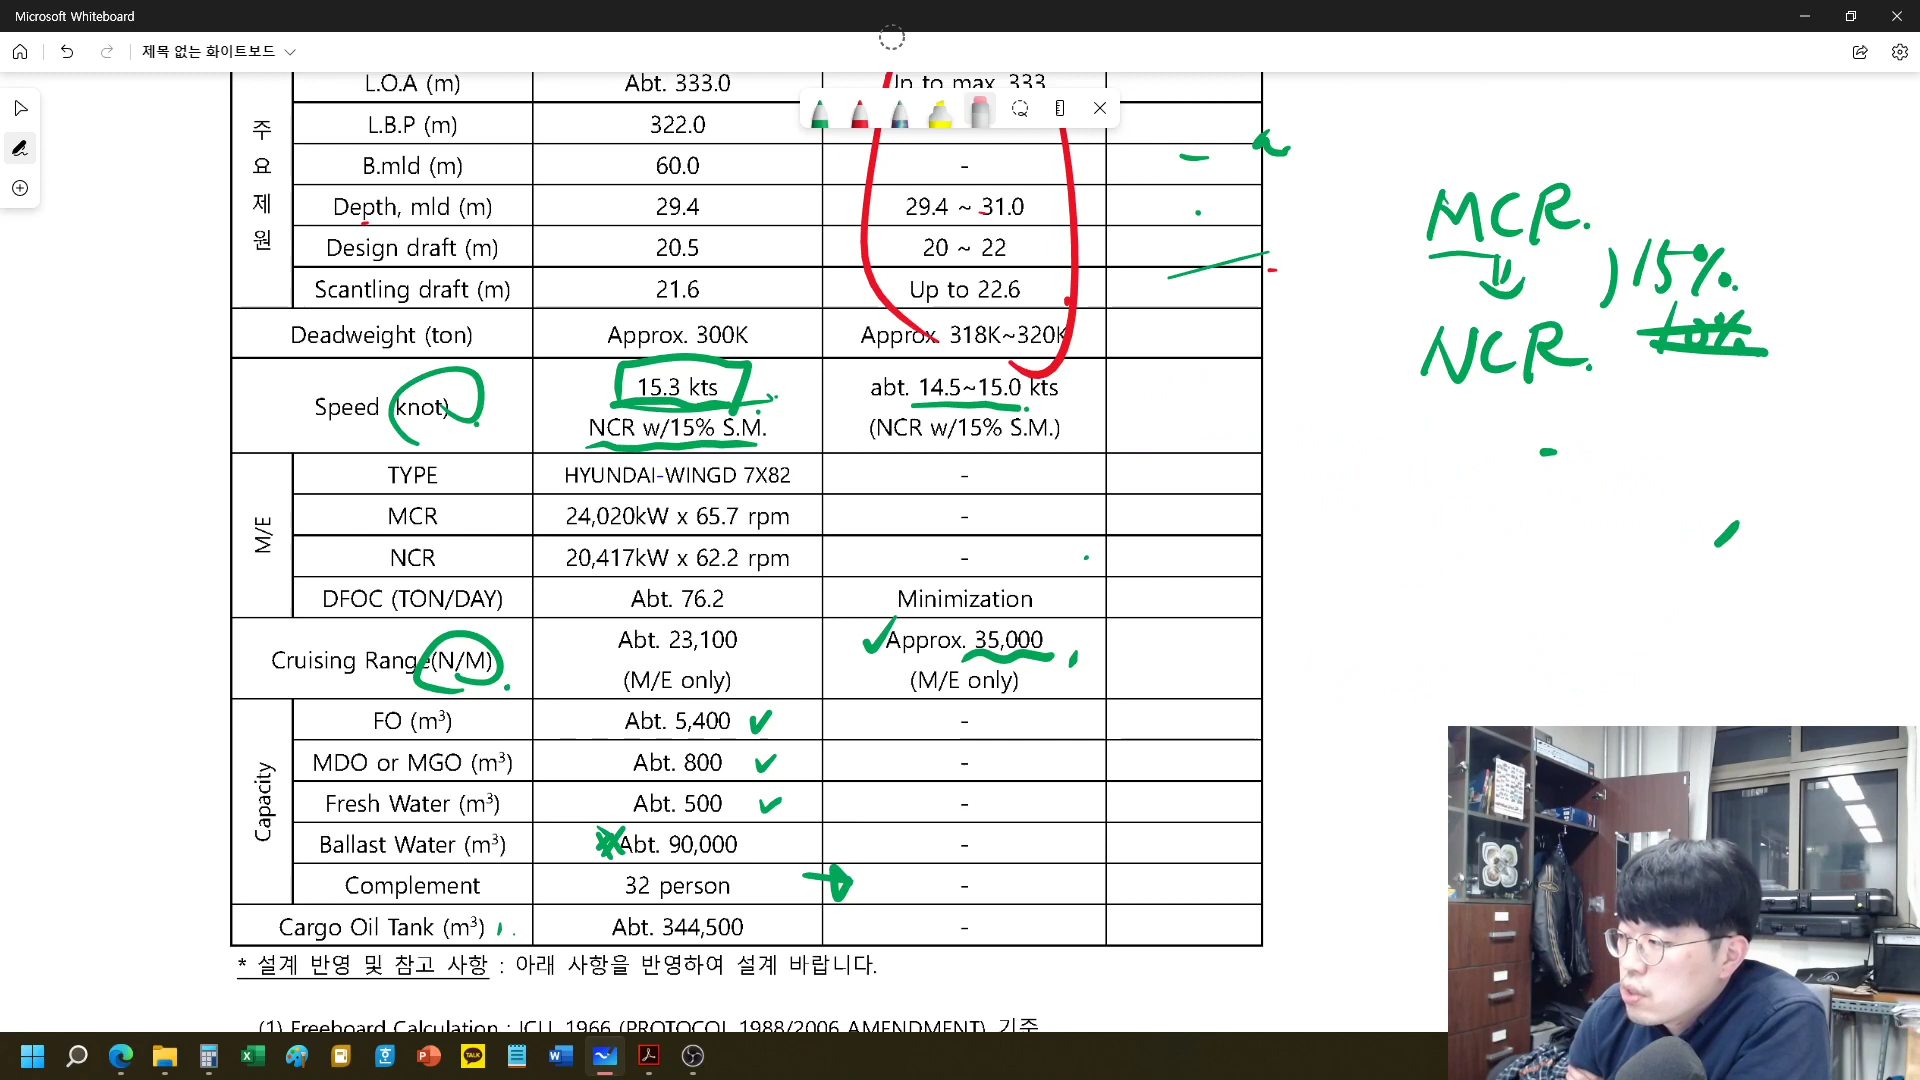 Microsoft Whiteboard
제목 없는 화이트보드
L.O.A (m) Abt. 333.0 Up to max 333
주요제원
L.B.P (m) 322.0
B.mld (m) 60.0 -
Depth, mld (m) 29.4 29.4 ~ 31.0
Design draft (m) 20.5 20 ~ 22
Scantling draft (m) 21.6 Up to 22.6
Deadweight (ton) Approx. 300K Approx. 318K~320K
Speed (knot) 15.3 kts abt. 14.5~15.0 kts
NCR w/15% S.M. (NCR w/15% S.M.)
M/E
TYPE HYUNDAI-WINGD 7X82 -
MCR 24,020kW x 65.7 rpm -
NCR 20,417kW x 62.2 rpm -
DFOC (TON/DAY) Abt. 76.2 Minimization
Cruising Range(N/M) Abt. 23,100 Approx. 35,000
(M/E only) (M/E only)
Capacity
FO (m³) Abt. 5,400 -
MDO or MGO (m³) Abt. 800 -
Fresh Water (m³) Abt. 500 -
Ballast Water (m³) Abt. 90,000 -
Complement 32 person -
Cargo Oil Tank (m³) Abt. 344,500 -
* 설계 반영 및 참고 사항 : 아래 사항을 반영하여 설계 바랍니다.
(1) Freeboard Calculation : ICLL 1966 (PROTOCOL 1988/2006 AMENDMENT) 기준
MCR.
) 15%.
10%
NCR.
TALK